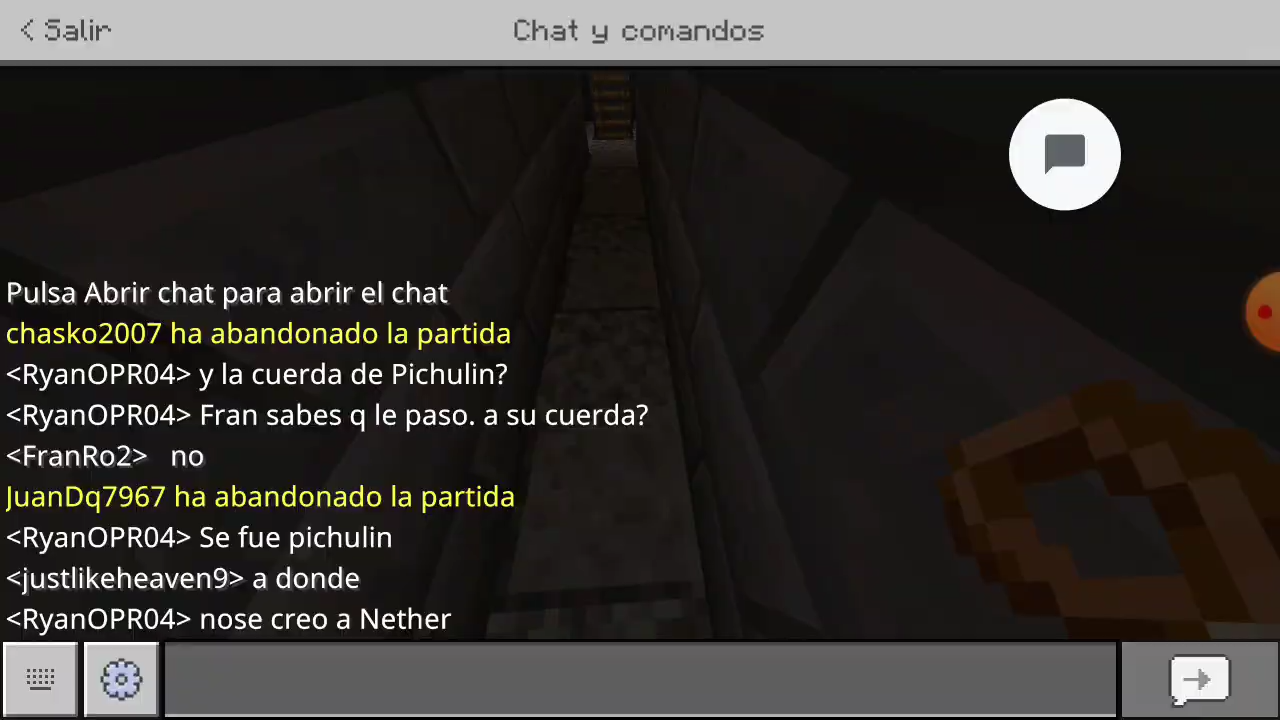 Salir
Chat y comandos
Pulsa Abrir chat para abrir el chat
chasko2007 ha abandonado la partida
<RyanOPR04> y la cuerda de Pichulin?
<RyanOPR04> Fran sabes q le paso. a su cuerda?
<FranRo2> no
JuanDq7967 ha abandonado la partida
<RyanOPR04> Se fue pichulin
<justlikeheaven9> a donde
<RyanOPR04> nose creo a Nether